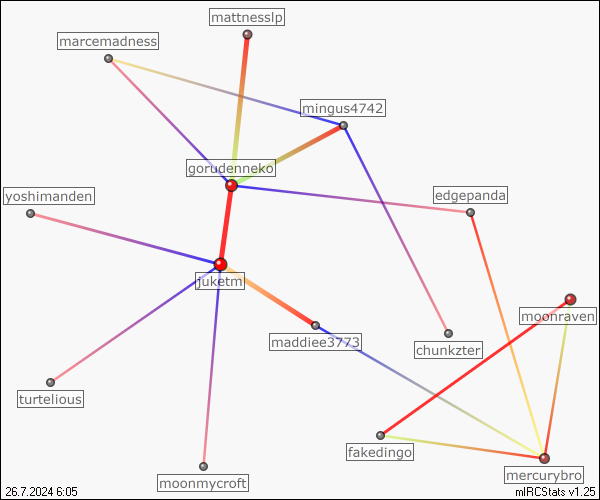 mattnesslp
marcemadness
mingus4742
gorudenneko
yoshimanden
edgepanda
juketm
moonraven
maddiee3773
chunkzter
turtelious
fakedingo
mercurybro
moonmycroft
26.7.2024 6:05
mIRCStats v1.25